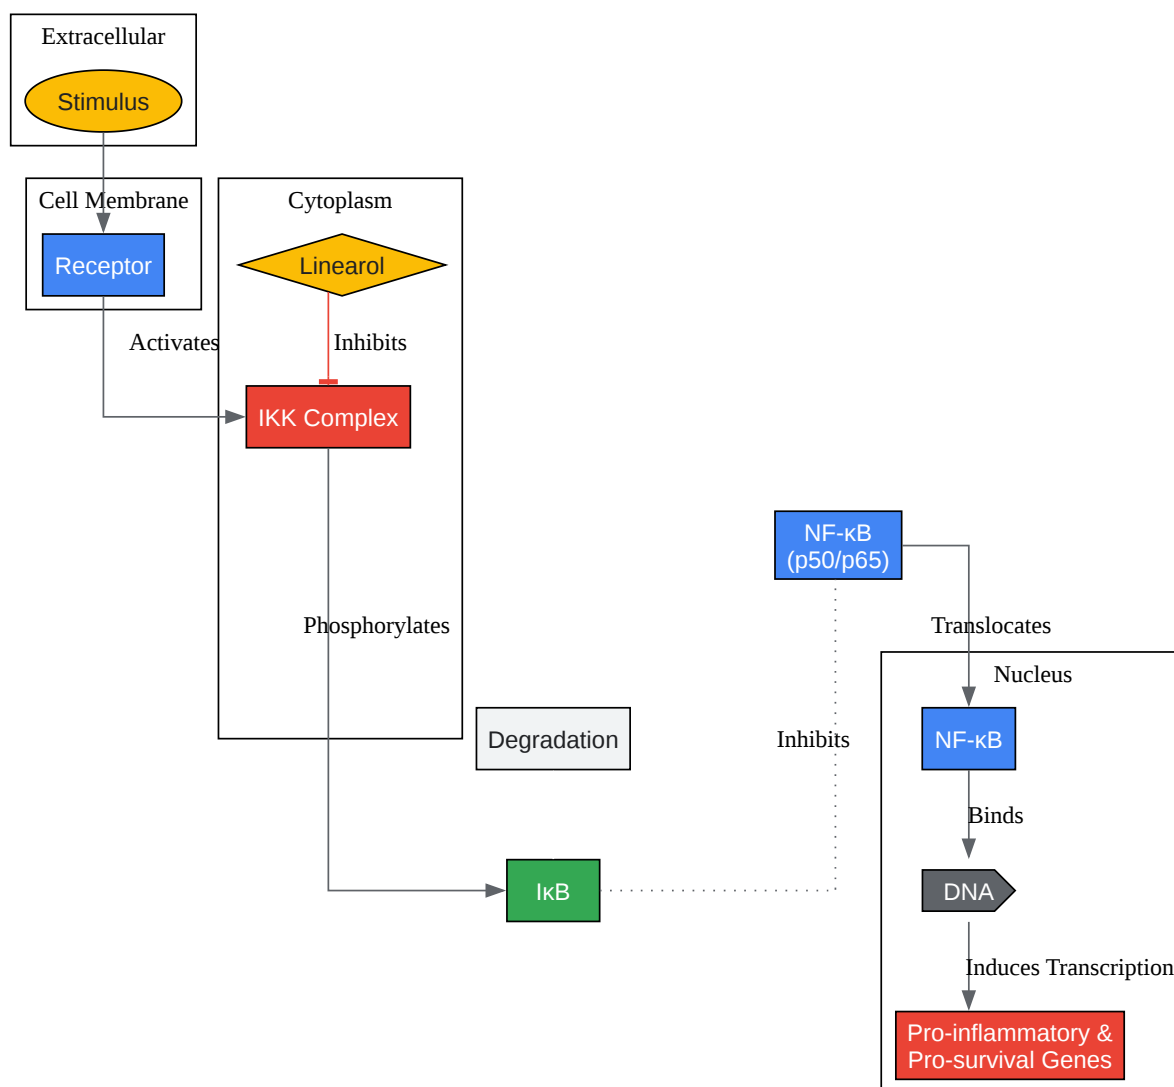 Extracellular
Stimulus
Cell Membrane
Receptor
Cytoplasm
Linearol
Activates
Inhibits
IKK Complex
NF-κB
(p50/p65)
Phosphorylates
Translocates
Nucleus
Degradation
Inhibits
NF-κB
Binds
IκB
DNA
Induces Transcription
Pro-inflammatory &
Pro-survival Genes